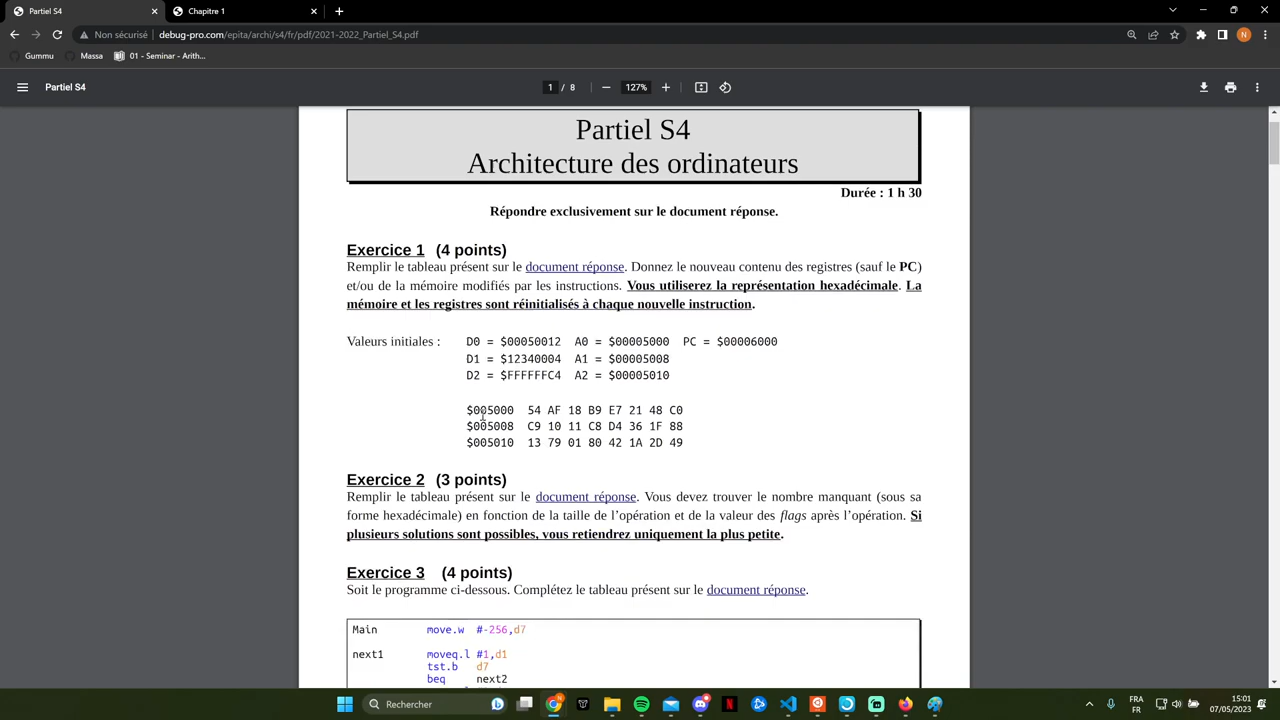 Partiel S4
Chapitre 1
Non sécurisé
debug-pro.com/epita/archi/s4/fr/pdf/2021-2022_Partiel_S4.pdf
N
Gummu
Massa
01 - Seminar - Arith...
Partiel S4
1 / 8
127%
Partiel S4
Architecture des ordinateurs
Durée : 1 h 30
Répondre exclusivement sur le document réponse.
Exercice 1 (4 points)
Remplir le tableau présent sur le document réponse. Donnez le nouveau contenu des registres (sauf le PC)
et/ou de la mémoire modifiés par les instructions. Vous utiliserez la représentation hexadécimale. La
mémoire et les registres sont réinitialisés à chaque nouvelle instruction.
Valeurs initiales : D0 = $00050012 A0 = $00005000 PC = $00006000
D1 = $12340004 A1 = $00005008
D2 = $FFFFFFC4 A2 = $00005010
$005000 54 AF 18 B9 E7 21 48 C0
$005008 C9 10 11 C8 D4 36 1F 88
$005010 13 79 01 80 42 1A 2D 49
Exercice 2 (3 points)
Remplir le tableau présent sur le document réponse. Vous devez trouver le nombre manquant (sous sa
forme hexadécimale) en fonction de la taille de l'opération et de la valeur des flags après l'opération. Si
plusieurs solutions sont possibles, vous retiendrez uniquement la plus petite.
Exercice 3 (4 points)
Soit le programme ci-dessous. Complétez le tableau présent sur le document réponse.
Main move.w #-256,d7
next1 moveq.l #1,d1
tst.b d7
beq next2
Rechercher
FRA
FR
15:01
07/05/2023